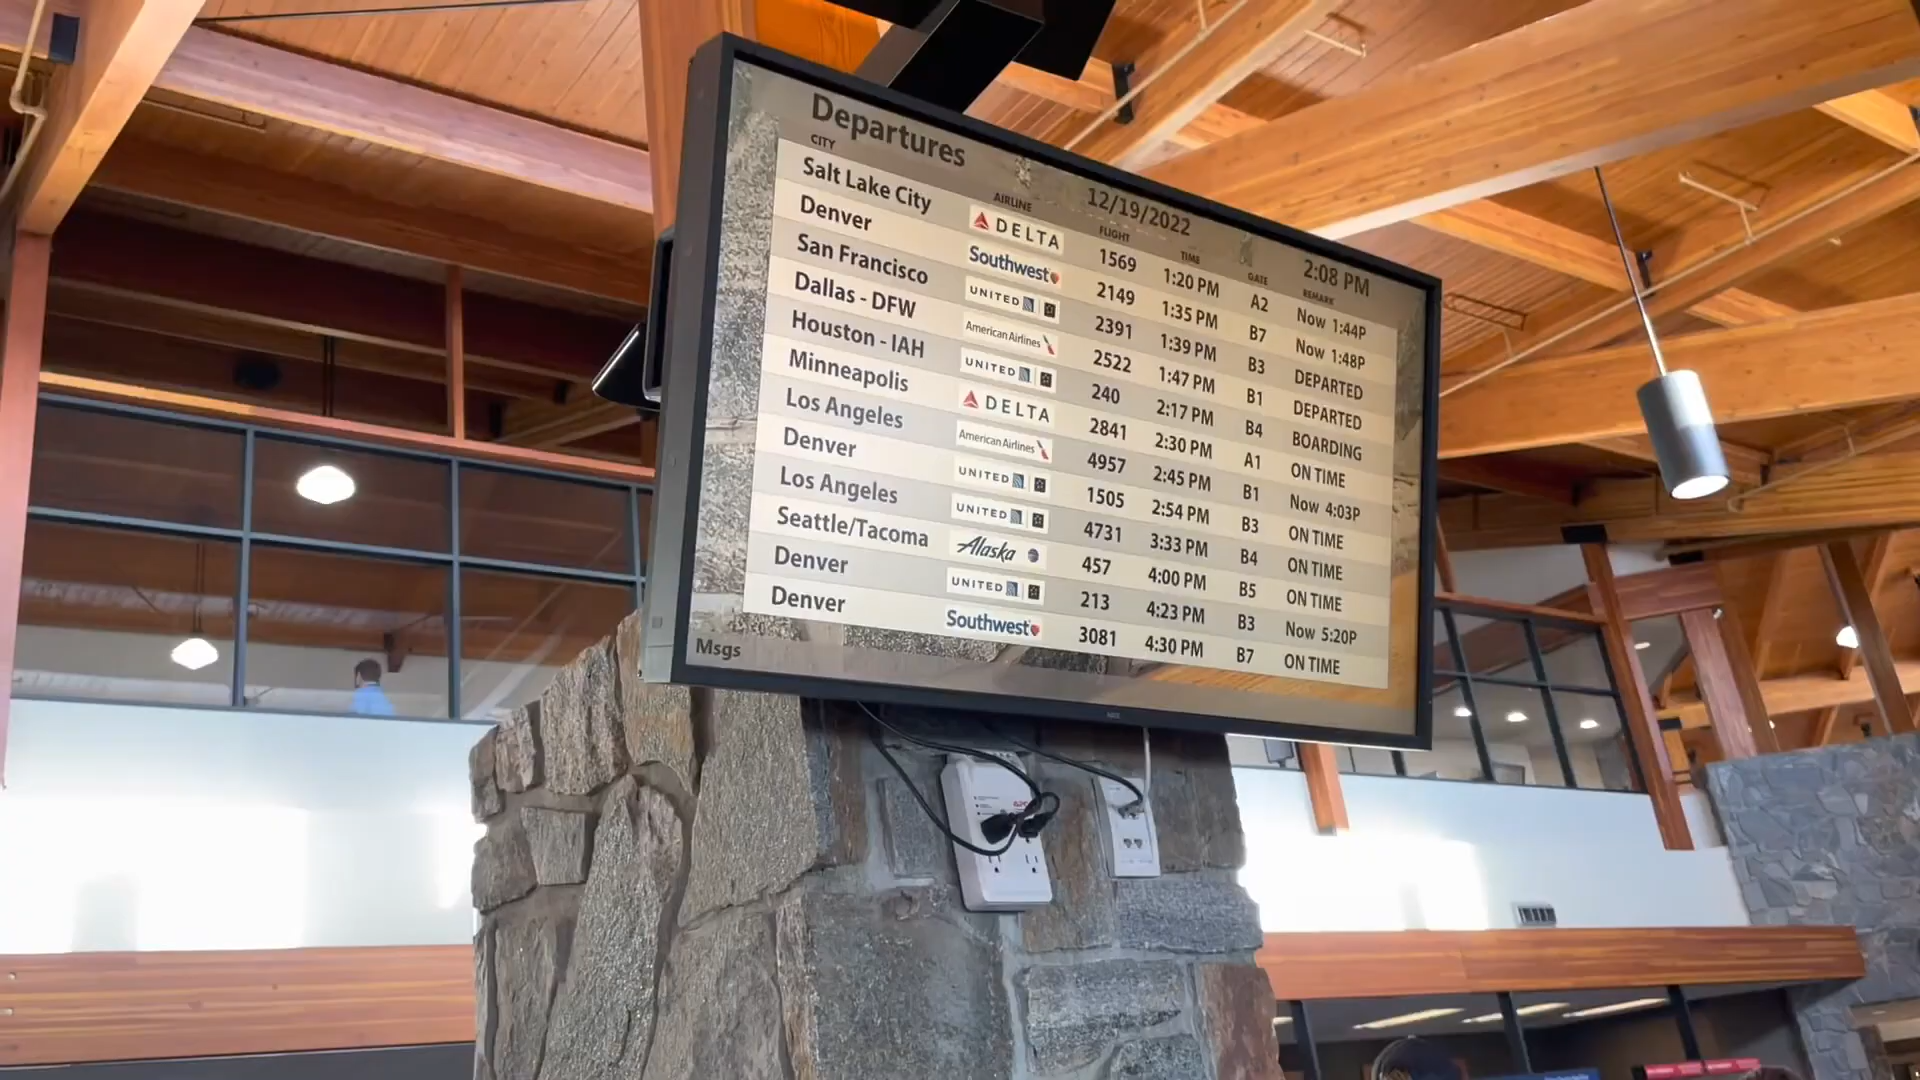 Departures 12/19/2022 2:08 PM
CITY AIRLINE FLIGHT TIME GATE REMARK
Salt Lake City DELTA 1569 1:20 PM A2 Now 1:44P
Denver Southwest 2149 1:35 PM B7 Now 1:48P
San Francisco UNITED 2391 1:39 PM B3 DEPARTED
Dallas - DFW American Airlines 2522 1:47 PM B1 DEPARTED
Houston - IAH UNITED 240 2:17 PM B4 BOARDING
Minneapolis DELTA 2841 2:30 PM A1 ON TIME
Los Angeles American Airlines 4957 2:45 PM B1 Now 4:03P
Denver UNITED 1505 2:54 PM B3 ON TIME
Los Angeles UNITED 4731 3:33 PM B4 ON TIME
Seattle/Tacoma Alaska 457 4:00 PM B5 ON TIME
Denver UNITED 213 4:23 PM B3 Now 5:20P
Denver Southwest 3081 4:30 PM B7 ON TIME
Msgs